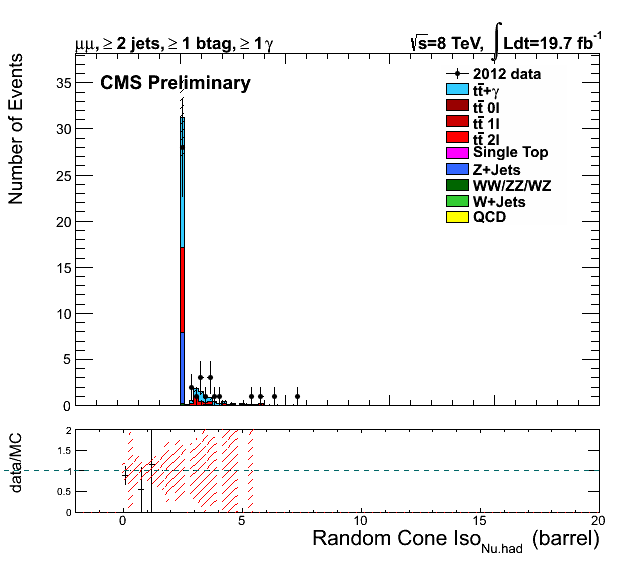 μμ, ≥ 2 jets, ≥ 1 btag, ≥ 1 γ
√s=8 TeV, ∫ Ldt=19.7 fb⁻¹
CMS Preliminary
2012 data
tt̄+γ
tt̄ 0l
tt̄ 1l
tt̄ 2l
Single Top
Z+Jets
WW/ZZ/WZ
W+Jets
QCD
Number of Events
35
30
25
20
15
10
5
0
data/MC
2
1.5
1
0.5
0
0 5 10 15 20
Random Cone Iso_Nu.had (barrel)